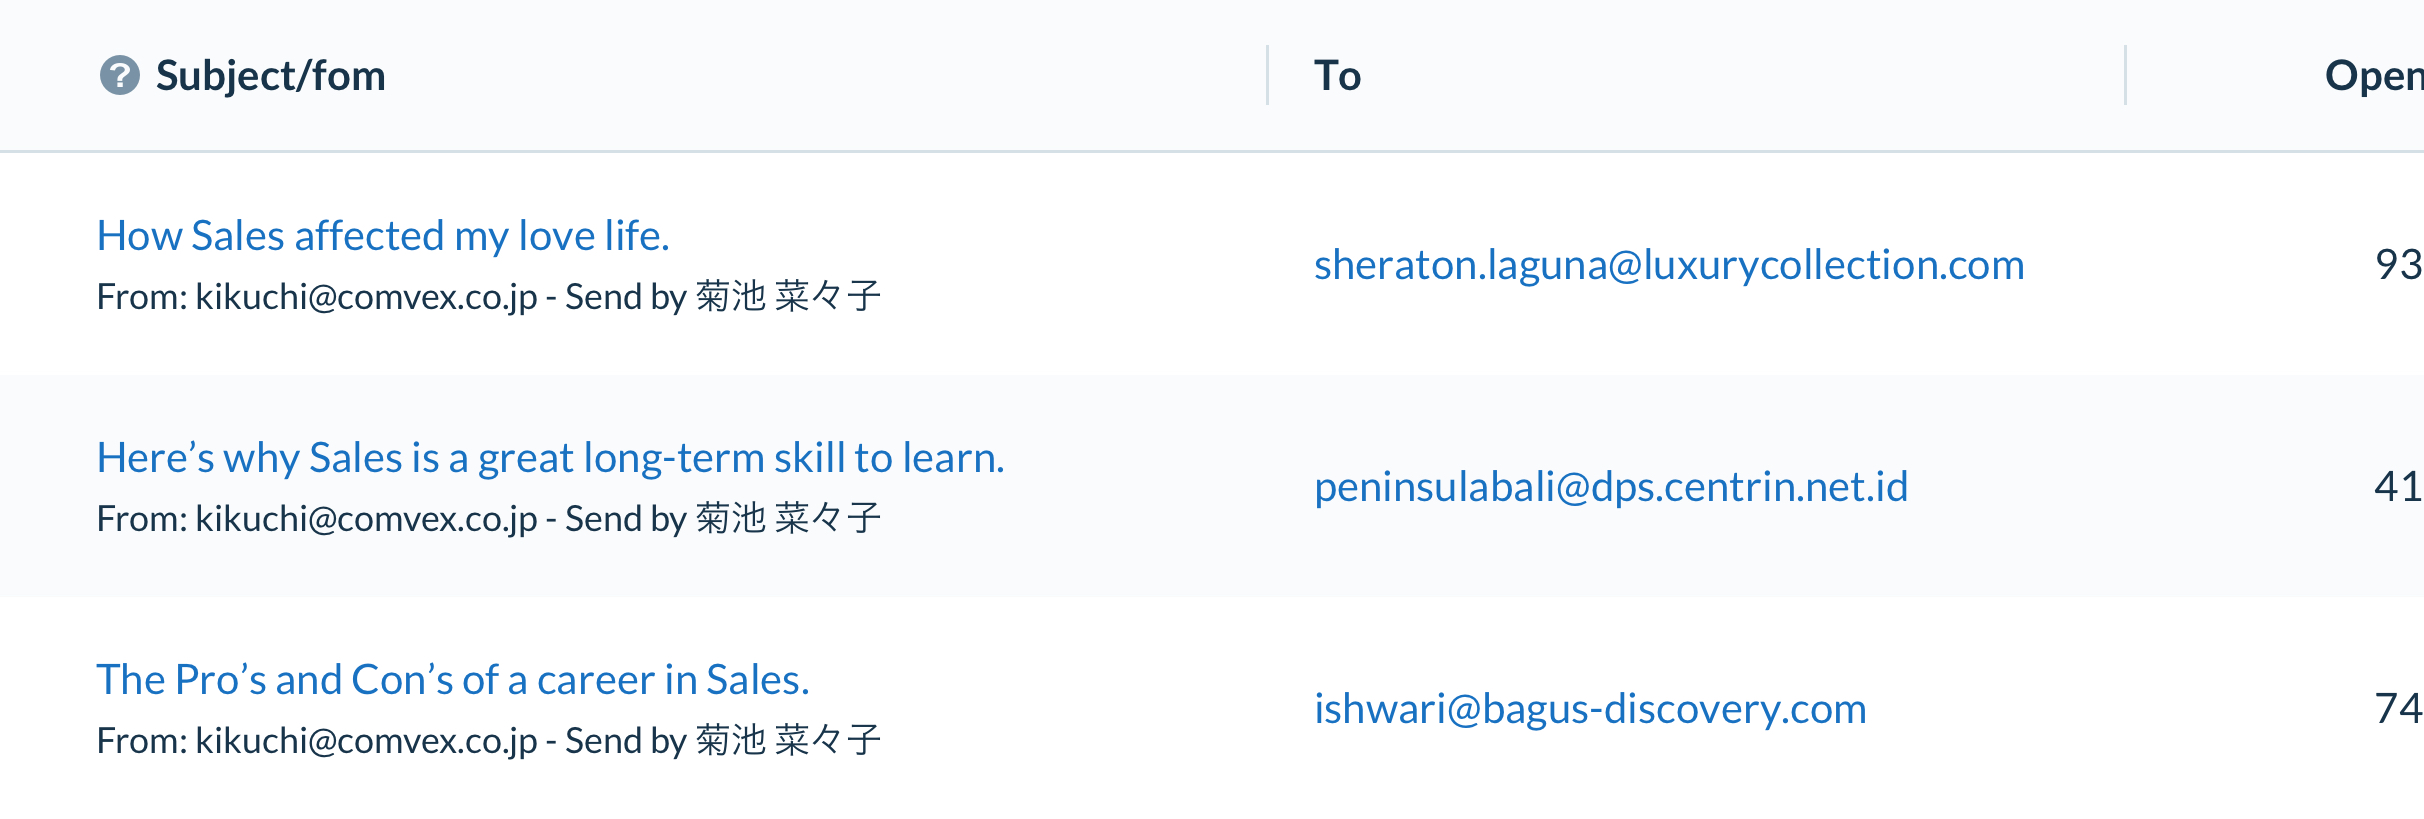 ? Subject/fom To Open
How Sales affected my love life.
From: kikuchi@comvex.co.jp - Send by 菊池 菜々子
sheraton.laguna@luxurycollection.com 93
Here’s why Sales is a great long-term skill to learn.
From: kikuchi@comvex.co.jp - Send by 菊池 菜々子
peninsulabali@dps.centrin.net.id 41
The Pro’s and Con’s of a career in Sales.
From: kikuchi@comvex.co.jp - Send by 菊池 菜々子
ishwari@bagus-discovery.com 74